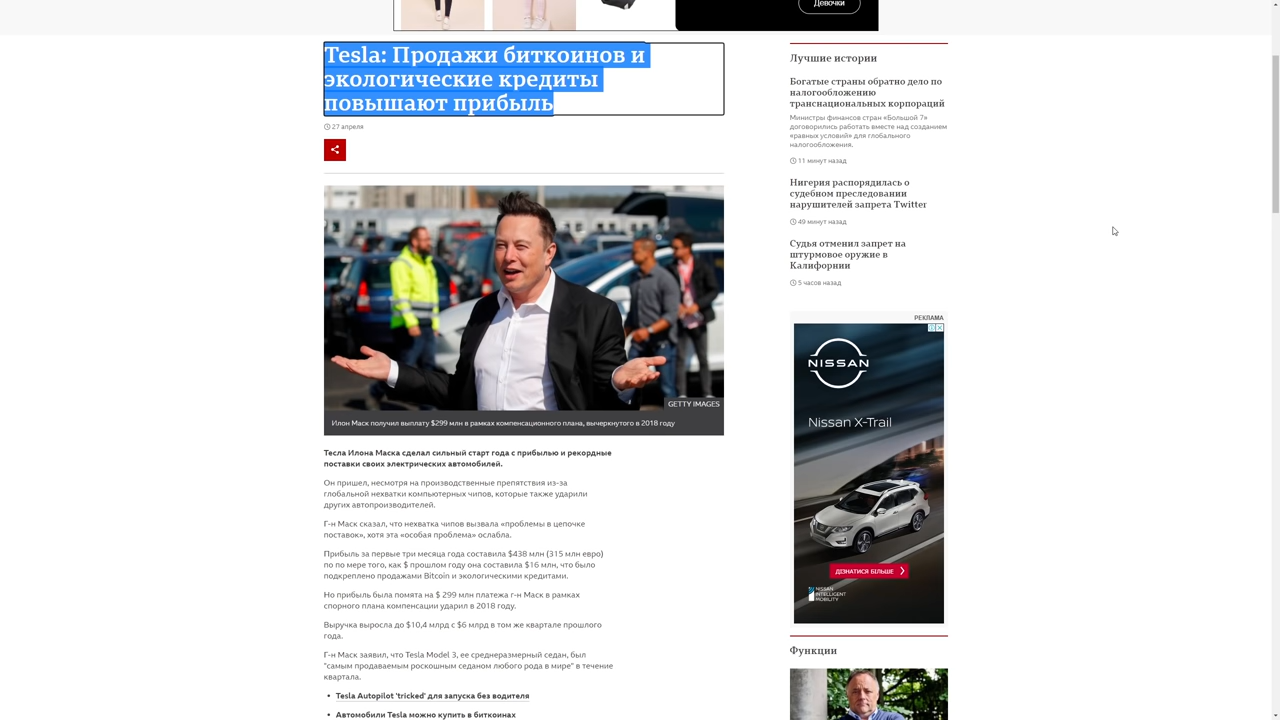 Девочки
Tesla: Продажи биткоинов и
экологические кредиты
повышают прибыль
27 апреля
GETTY IMAGES
Илон Маск получил выплату $299 млн в рамках компенсационного плана, вычеркнутого в 2018 году
Тесла Илона Маска сделал сильный старт года с прибылью и рекордные
поставки своих электрических автомобилей.
Он пришел, несмотря на производственные препятствия из-за
глобальной нехватки компьютерных чипов, которые также ударили
других автопроизводителей.
Г-н Маск сказал, что нехватка чипов вызвала «проблемы в цепочке
поставок», хотя эта «особая проблема» ослабла.
Прибыль за первые три месяца года составила $438 млн (315 млн евро)
по по мере того, как $ прошлом году она составила $16 млн, что было
подкреплено продажами Bitcoin и экологическими кредитами.
Но прибыль была помята на $ 299 млн платежа г-н Маск в рамках
спорного плана компенсации ударил в 2018 году.
Выручка выросла до $10,4 млрд с $6 млрд в том же квартале прошлого
года.
Г-н Маск заявил, что Tesla Model 3, ее среднеразмерный седан, был
"самым продаваемым роскошным седаном любого рода в мире" в течение
квартала.
• Tesla Autopilot 'tricked' для запуска без водителя
• Автомобили Tesla можно купить в биткоинах
Лучшие истории
Богатые страны обратно дело по
налогообложению
транснациональных корпораций
Министры финансов стран «Большой 7»
договорились работать вместе над созданием
«равных условий» для глобального
налогообложения.
11 минут назад
Нигерия распорядилась о
судебном преследовании
нарушителей запрета Twitter
49 минут назад
Судья отменил запрет на
штурмовое оружие в
Калифорнии
5 часов назад
РЕКЛАМА
NISSAN
Nissan X-Trail
ДІЗНАТИСЯ БІЛЬШЕ
NISSAN
INTELLIGENT
MOBILITY
Функции